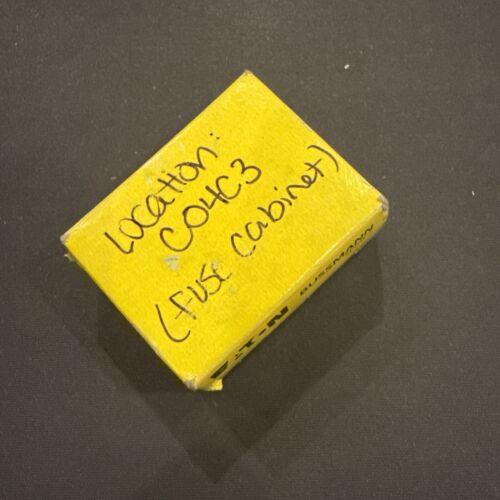 Location:
C04C3
(Fuse Cabinet)
EATON BUSSMANN